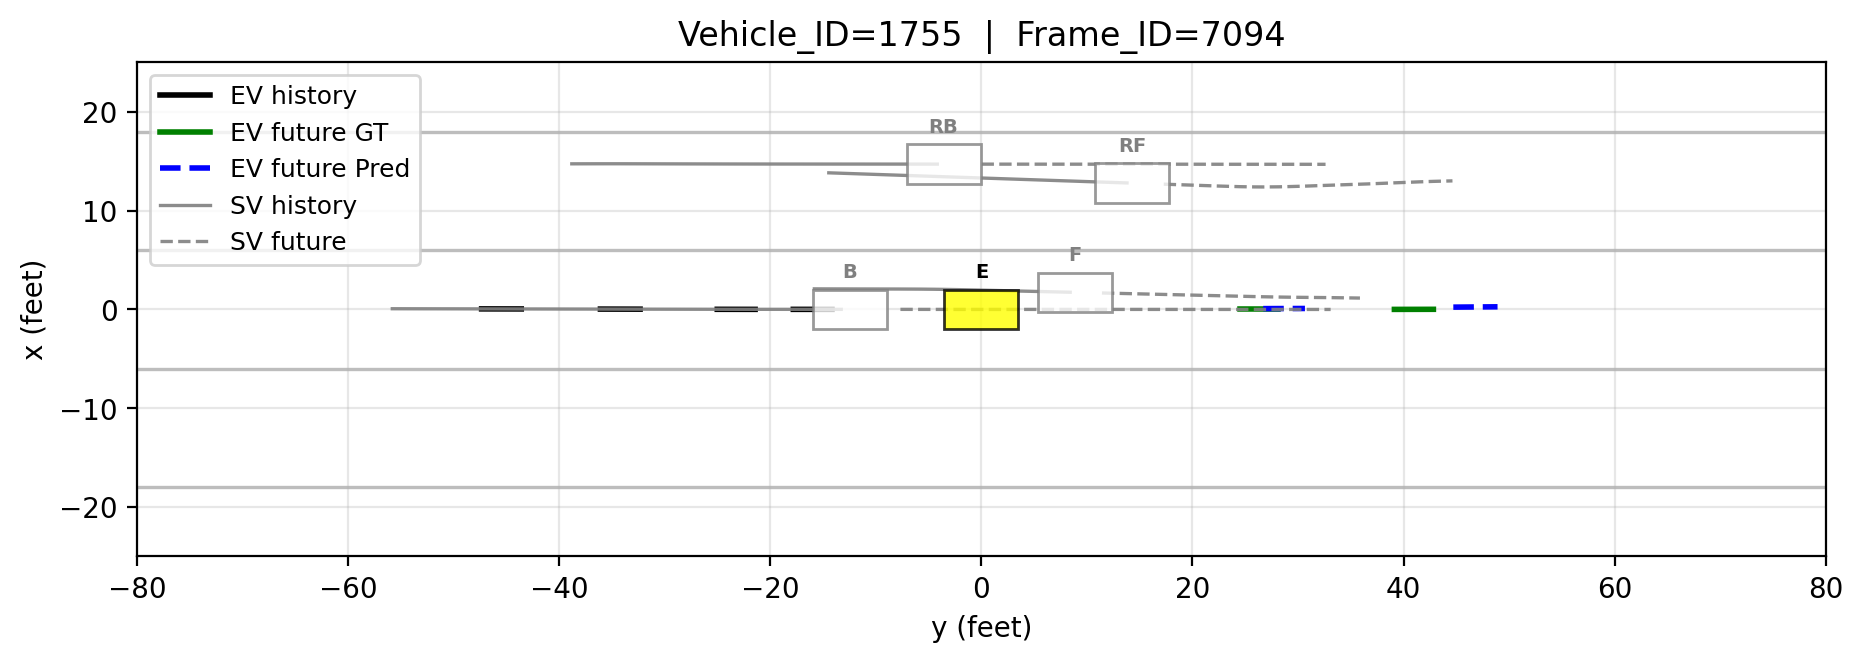 Vehicle_ID=1755 | Frame_ID=7094
EV history
EV future GT
EV future Pred
SV history
SV future
RB
RF
B
E
F
20
10
0
−10
−20
x (feet)
−80
−60
−40
−20
0
20
40
60
80
y (feet)